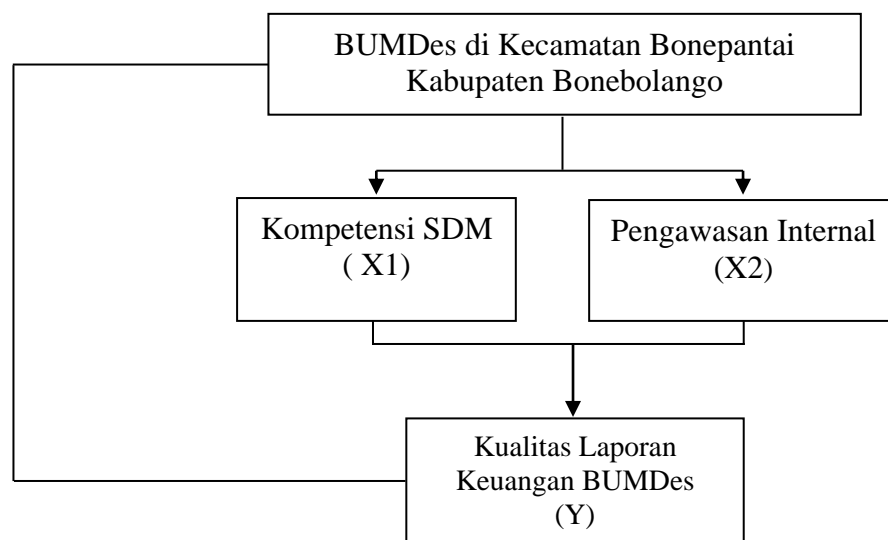 BUMDes di Kecamatan Bonepantai
Kabupaten Bonebolango
Kompetensi SDM
( X1)
Pengawasan Internal
(X2)
Kualitas Laporan
Keuangan BUMDes
(Y)